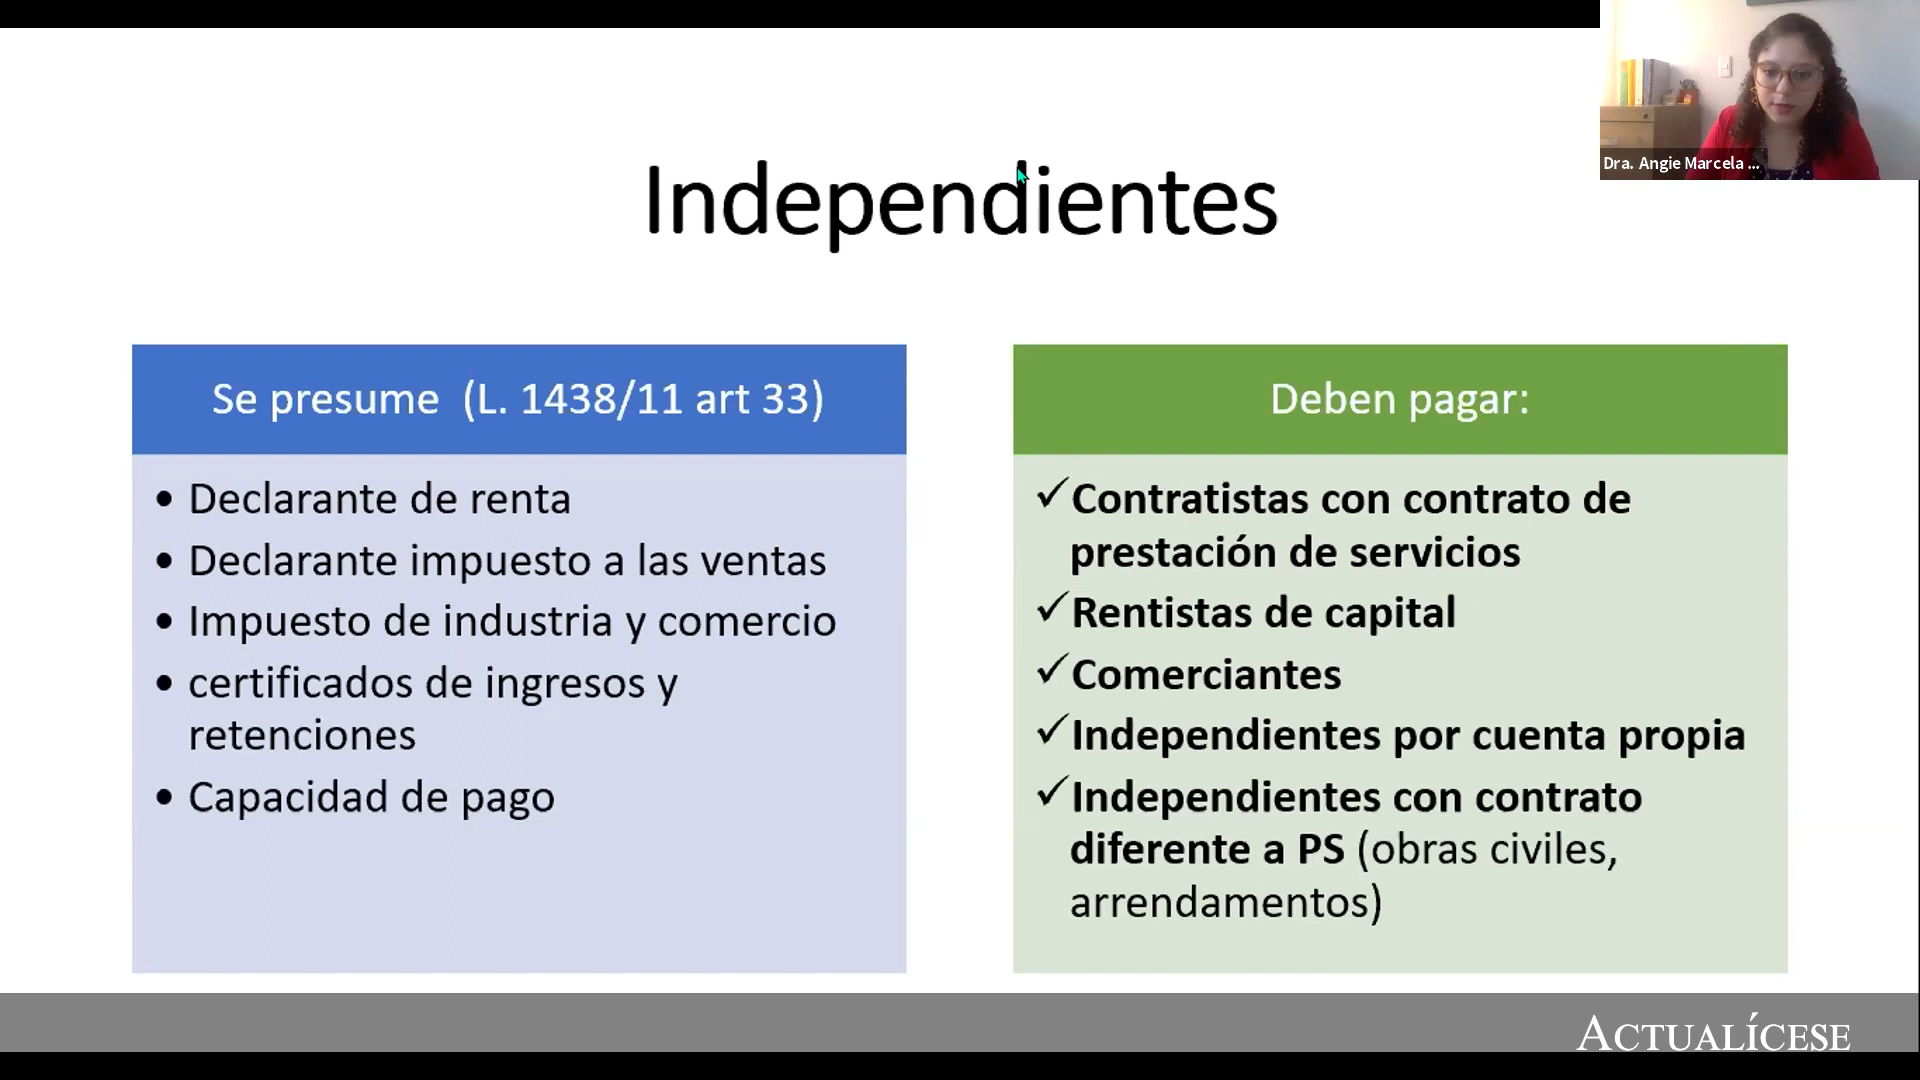 Dra. Angie Marcela ...
Independientes
Se presume (L. 1438/11 art 33)
• Declarante de renta
• Declarante impuesto a las ventas
• Impuesto de industria y comercio
• certificados de ingresos y
retenciones
• Capacidad de pago
Deben pagar:
✓Contratistas con contrato de
prestación de servicios
✓Rentistas de capital
✓Comerciantes
✓Independientes por cuenta propia
✓Independientes con contrato
diferente a PS (obras civiles,
arrendamentos)
ACTUALÍCESE